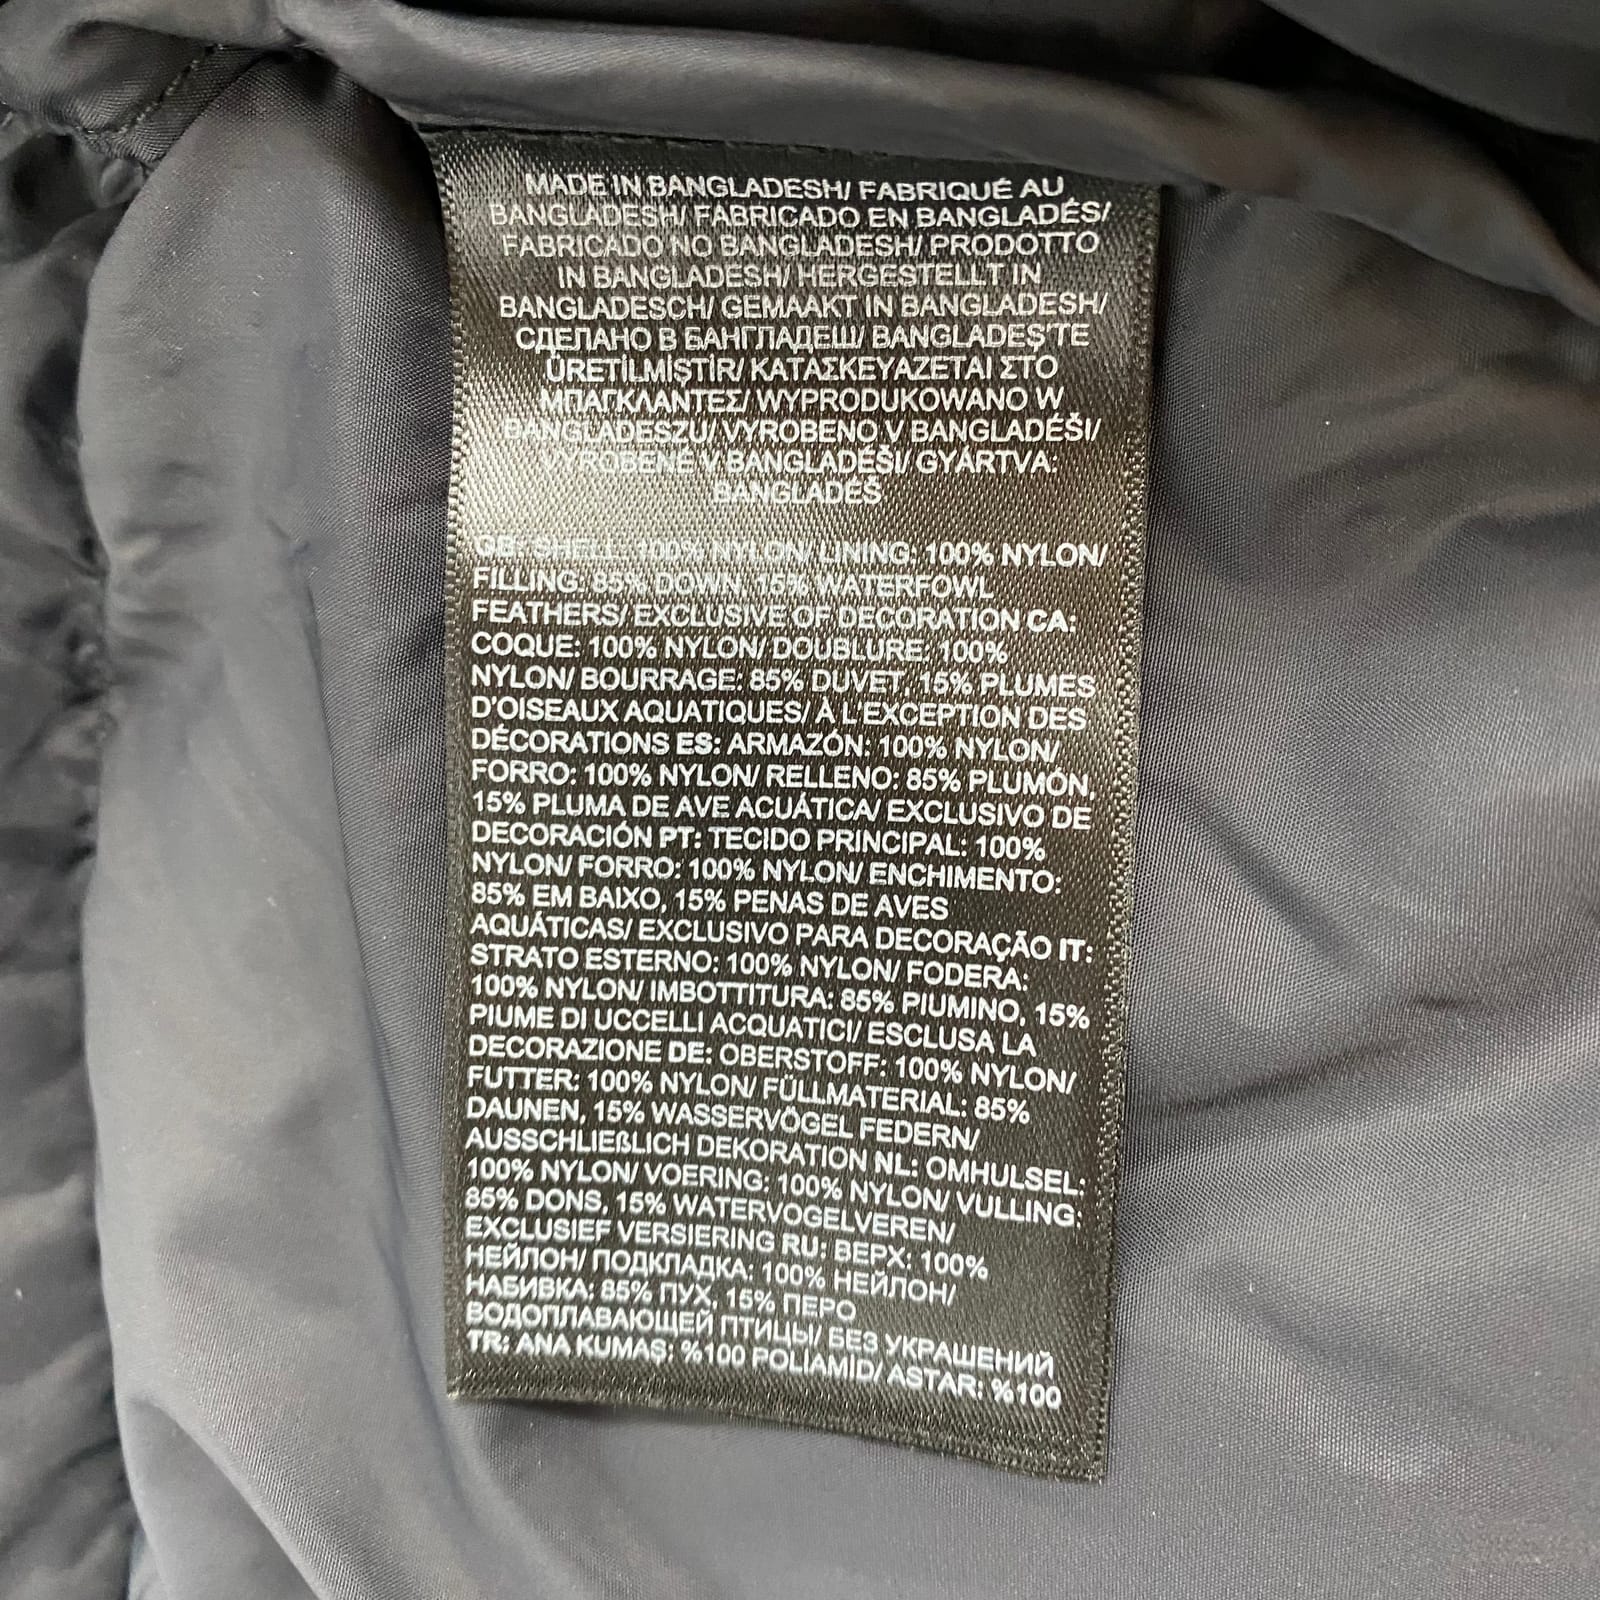 MADE IN BANGLADESH/ FABRIQUÉ AU
BANGLADESH/ FABRICADO EN BANGLADÉS/
FABRICADO NO BANGLADESH/ PRODOTTO
IN BANGLADESH/ HERGESTELLT IN
BANGLADESCH/ GEMAAKT IN BANGLADESH/
СДЕЛАНО В БАНГЛАДЕШ/ BANGLADEŞ'TE
ÜRETİLMİŞTİR/ ΚΑΤΑΣΚΕΥΑΖΕΤΑΙ ΣΤΟ
ΜΠΑΓΚΛΑΝΤΕΣ/ WYPRODUKOWANO W
BANGLADESZU/ VYROBENO V BANGLADÉŠI/
VYROBENÉ V BANGLADÉŠI/ GYÁRTVA:
BANGLADÉŠ
GB: SHELL: 100% NYLON/ LINING: 100% NYLON/
FILLING: 85% DOWN, 15% WATERFOWL
FEATHERS/ EXCLUSIVE OF DECORATION CA:
COQUE: 100% NYLON/ DOUBLURE: 100%
NYLON/ BOURRAGE: 85% DUVET, 15% PLUMES
D'OISEAUX AQUATIQUES/ À L'EXCEPTION DES
DÉCORATIONS ES: ARMAZÓN: 100% NYLON/
FORRO: 100% NYLON/ RELLENO: 85% PLUMÓN,
15% PLUMA DE AVE ACUÁTICA/ EXCLUSIVO DE
DECORACIÓN PT: TECIDO PRINCIPAL: 100%
NYLON/ FORRO: 100% NYLON/ ENCHIMENTO:
85% EM BAIXO, 15% PENAS DE AVES
AQUÁTICAS/ EXCLUSIVO PARA DECORAÇÃO IT:
STRATO ESTERNO: 100% NYLON/ FODERA:
100% NYLON/ IMBOTTITURA: 85% PIUMINO, 15%
PIUME DI UCCELLI ACQUATICI/ ESCLUSA LA
DECORAZIONE DE: OBERSTOFF: 100% NYLON/
FUTTER: 100% NYLON/ FÜLLMATERIAL: 85%
DAUNEN, 15% WASSERVÖGEL FEDERN/
AUSSCHLIEßLICH DEKORATION NL: OMHULSEL:
100% NYLON/ VOERING: 100% NYLON/ VULLING:
85% DONS, 15% WATERVOGELVEREN/
EXCLUSIEF VERSIERING RU: ВЕРХ: 100%
НЕЙЛОН/ ПОДКЛАДКА: 100% НЕЙЛОН/
НАБИВКА: 85% ПУХ, 15% ПЕРО
ВОДОПЛАВАЮЩЕЙ ПТИЦЫ/ БЕЗ УКРАШЕНИЙ
TR: ANA KUMAŞ: %100 POLİAMİD/ ASTAR: %100